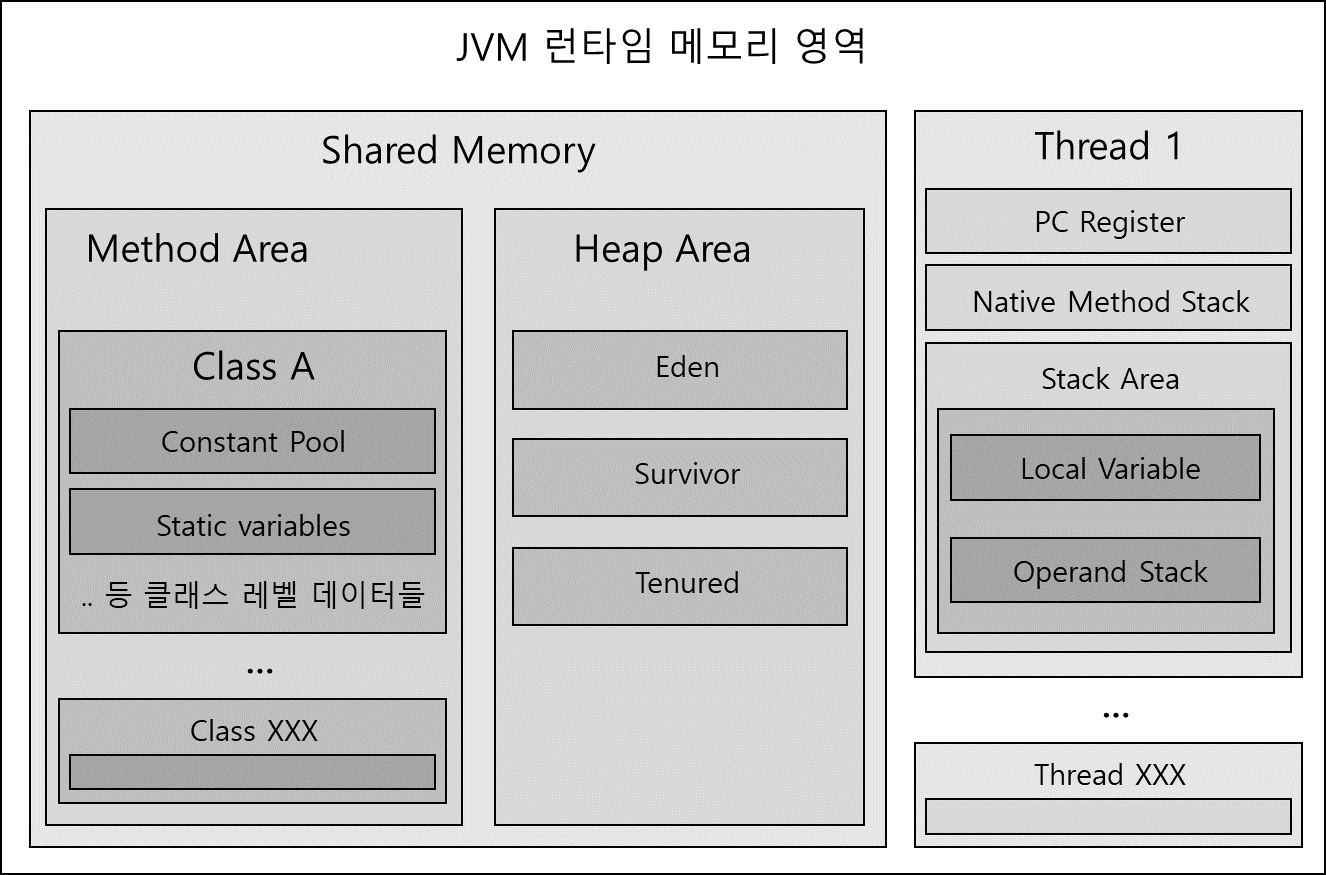 JVM 런타임 메모리 영역
Shared Memory
Method Area
Class A
Constant Pool
Static variables
.. 등 클래스 레벨 데이터들
...
Class XXX
Heap Area
Eden
Survivor
Tenured
Thread 1
PC Register
Native Method Stack
Stack Area
Local Variable
Operand Stack
...
Thread XXX